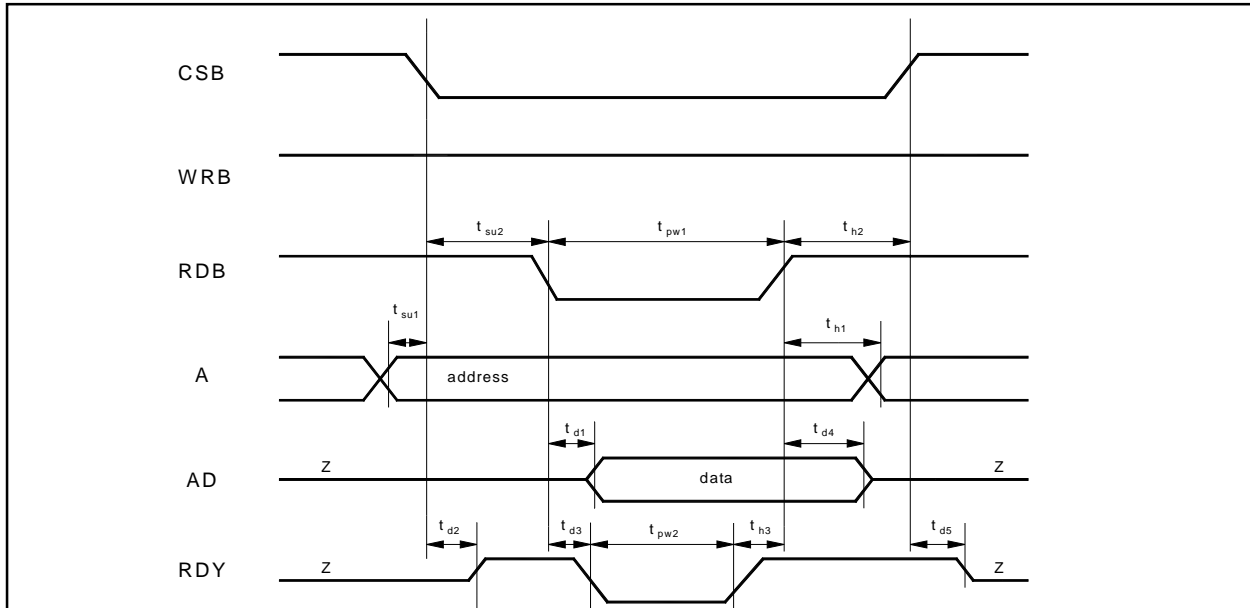 CSB
WRB
t su2 t pw1 t h2
RDB
t su1 t h1
A address
t d1 t d4
Z Z
AD data
t d2 t d3 t pw2 t h3 t d5
Z Z
RDY